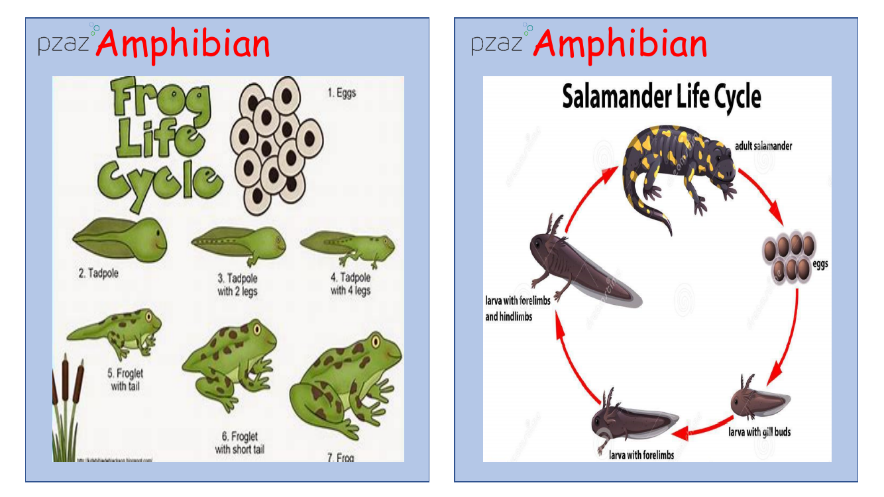 pzaz Amphibian
Frog
Life
Cycle
1. Eggs
2. Tadpole
3. Tadpole
with 2 legs
4. Tadpole
with 4 legs
5. Froglet
with tail
6. Froglet
with short tail
7. Frog
pzaz Amphibian
Salamander Life Cycle
adult salamander
eggs
larva with gill buds
larva with forelimbs
larva with forelimbs
and hindlimbs